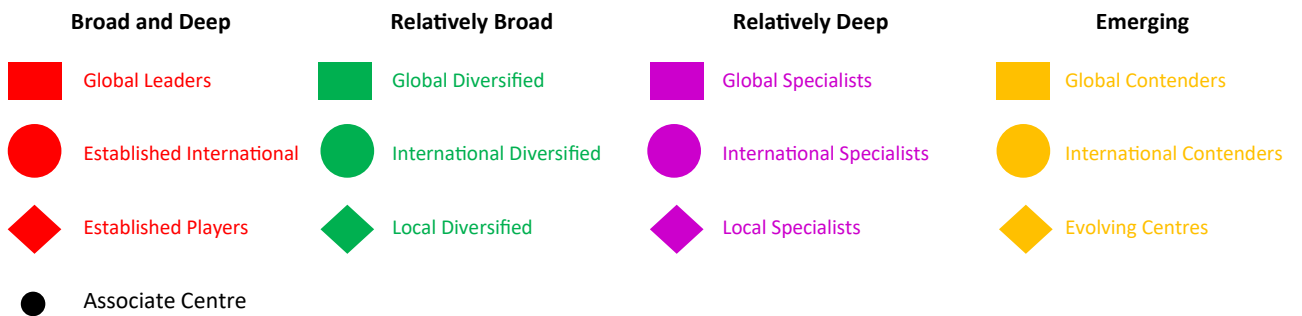 Broad and Deep
Relatively Broad
Relatively Deep
Emerging
Global Leaders
Global Diversified
Global Specialists
Global Contenders
Established International
International Diversified
International Specialists
International Contenders
Established Players
Local Diversified
Local Specialists
Evolving Centres
Associate Centre